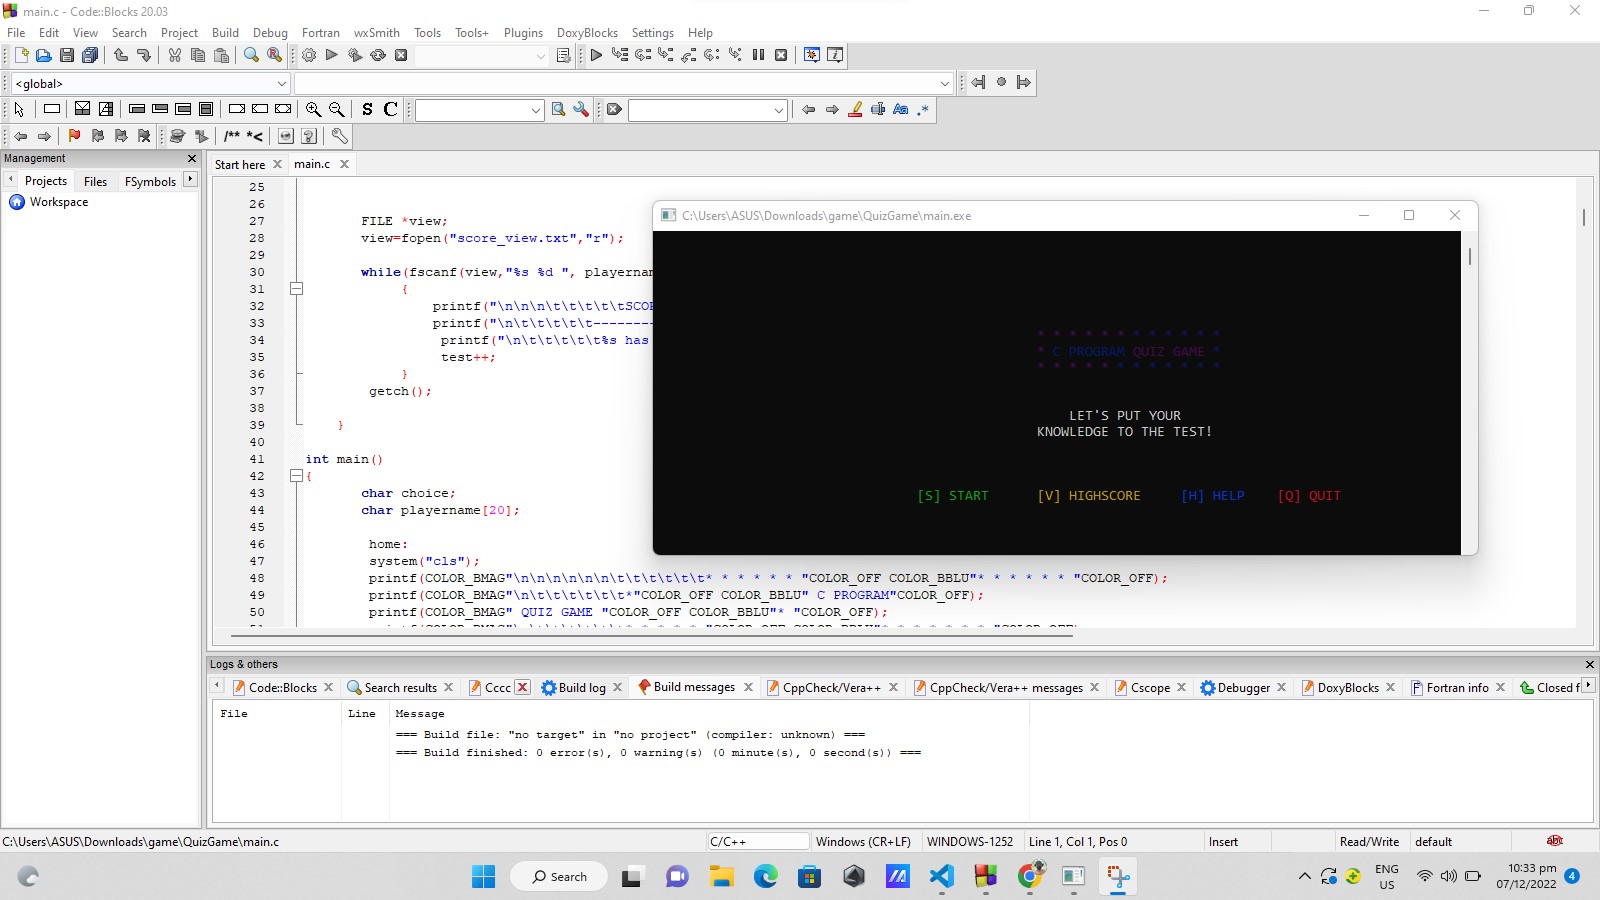 main.c - Code::Blocks 20.03
File Edit View Search Project Build Debug Fortran wxSmith Tools Tools+ Plugins DoxyBlocks Settings Help
<global>
S C
/** *< Aa .*
Management
Start here main.c
Projects Files FSymbols
Workspace
25
26
27 FILE *view;
28 view=fopen("score_view.txt","r");
29
30 while(fscanf(view,"%s %d ", playernam
31 {
32 printf("\n\n\n\t\t\t\t\tSCOR
33 printf("\n\t\t\t\t\t--------
34 printf("\n\t\t\t\t\t%s has
35 test++;
36 }
37 getch();
38
39 }
40
41 int main()
42 {
43 char choice;
44 char playername[20];
45
46 home:
47 system("cls");
48 printf(COLOR_BMAG"\n\n\n\n\n\n\t\t\t\t\t\t* * * * * * "COLOR_OFF COLOR_BBLU"* * * * * * "COLOR_OFF);
49 printf(COLOR_BMAG"\n\t\t\t\t\t\t*"COLOR_OFF COLOR_BBLU" C PROGRAM"COLOR_OFF);
50 printf(COLOR_BMAG" QUIZ GAME "COLOR_OFF COLOR_BBLU"* "COLOR_OFF);
C:\Users\ASUS\Downloads\game\QuizGame\main.exe
* * * * * * * * * * * *
* C PROGRAM QUIZ GAME *
* * * * * * * * * * * *
LET'S PUT YOUR
KNOWLEDGE TO THE TEST!
[S] START [V] HIGHSCORE [H] HELP [Q] QUIT
Logs & others
Code::Blocks Search results Cccc Build log Build messages CppCheck/Vera++ CppCheck/Vera++ messages Cscope Debugger DoxyBlocks Fortran info Closed f
File Line Message
=== Build file: "no target" in "no project" (compiler: unknown) ===
=== Build finished: 0 error(s), 0 warning(s) (0 minute(s), 0 second(s)) ===
C:\Users\ASUS\Downloads\game\QuizGame\main.c C/C++ Windows (CR+LF) WINDOWS-1252 Line 1, Col 1, Pos 0 Insert Read/Write default abc
Search
ENG
US
10:33 pm
07/12/2022
4